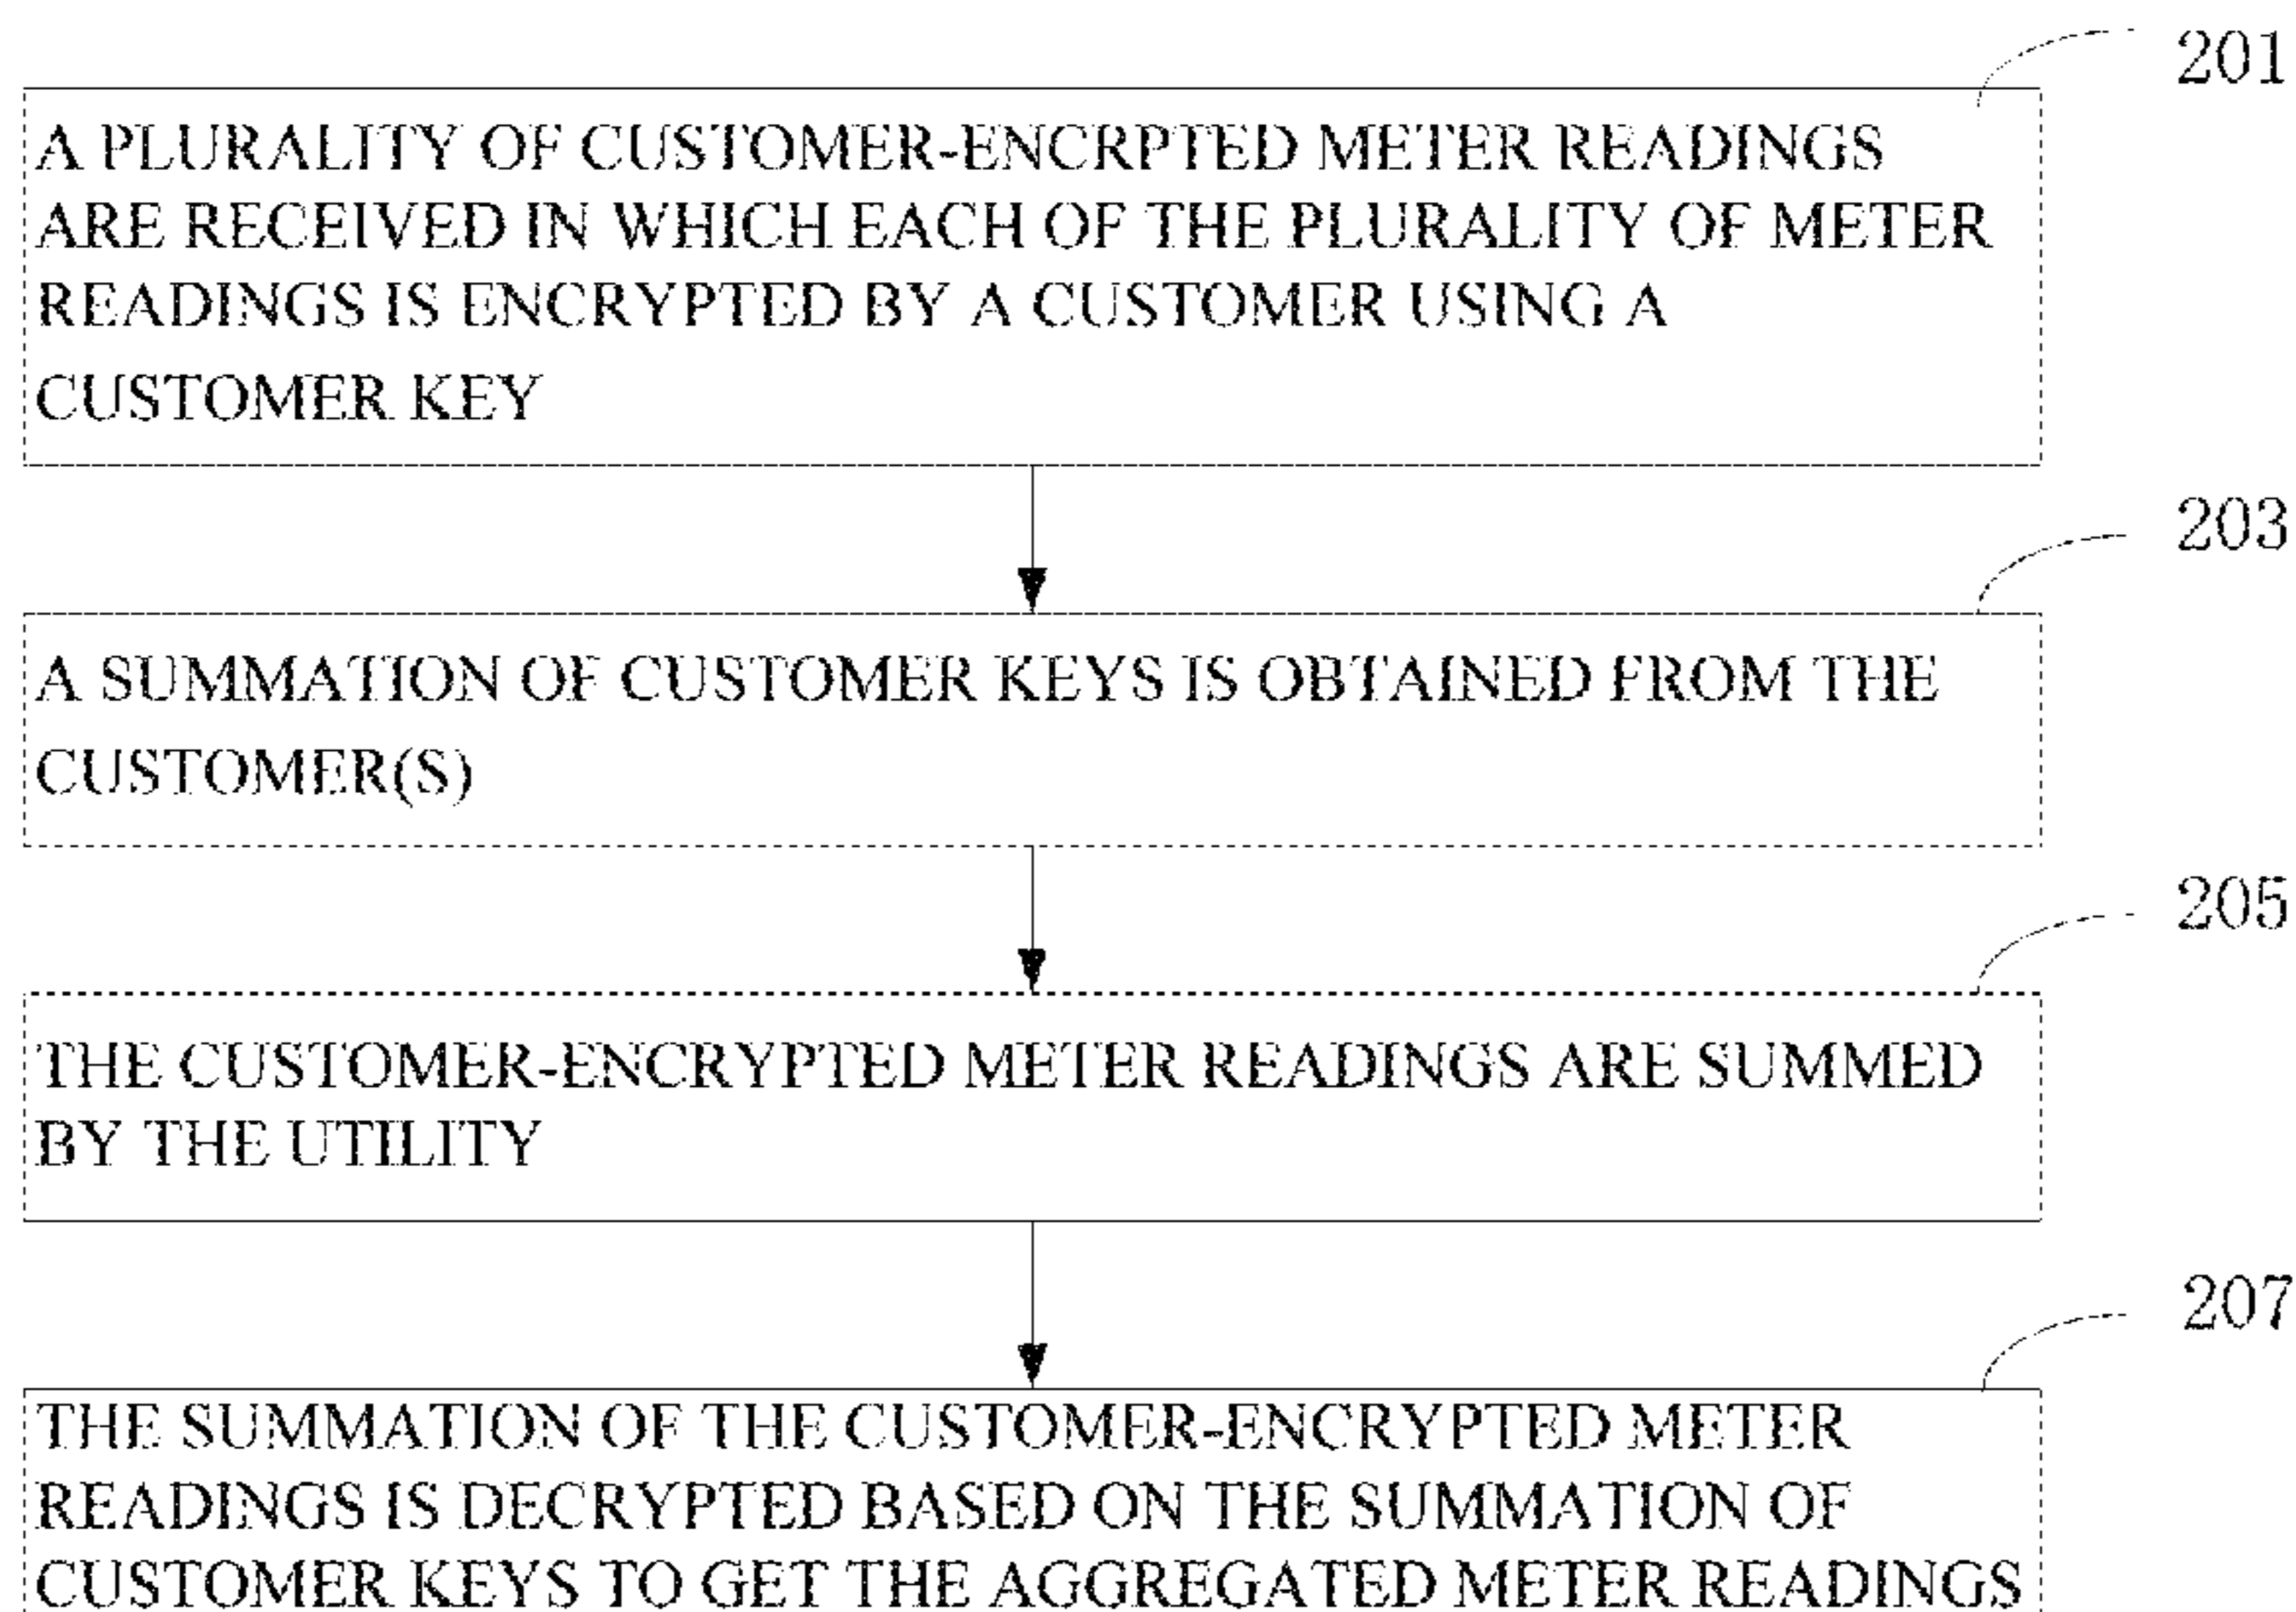 201
A PLURALITY OF CUSTOMER-ENCRPTED METER READINGS
ARE RECEIVED IN WHICH EACH OF THE PLURALITY OF METER
READINGS IS ENCRYPTED BY A CUSTOMER USING A
CUSTOMER KEY
203
A SUMMATION OF CUSTOMER KEYS IS OBTAINED FROM THE
CUSTOMER(S)
205
THE CUSTOMER-ENCRYPTED METER READINGS ARE SUMMED
BY THE UTILITY
207
THE SUMMATION OF THE CUSTOMER-ENCRYPTED METER
READINGS IS DECRYPTED BASED ON THE SUMMATION OF
CUSTOMER KEYS TO GET THE AGGREGATED METER READINGS